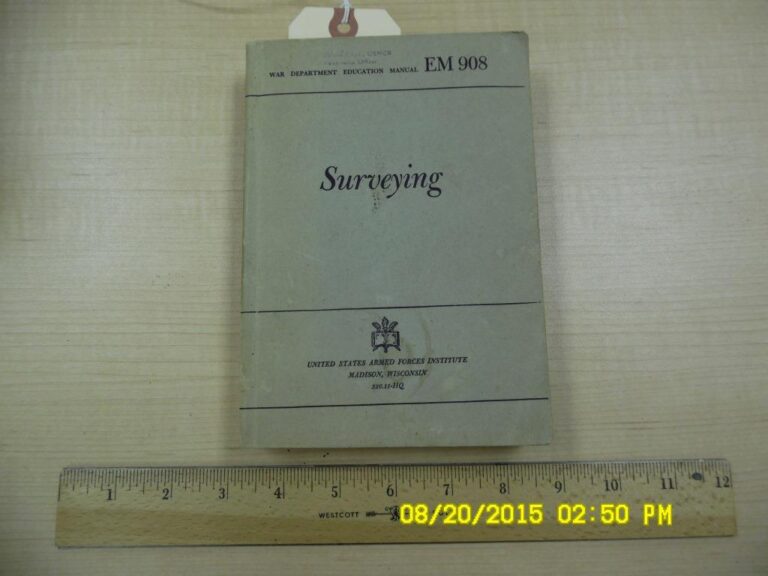 WAR DEPARTMENT EDUCATION MANUAL EM 908
Surveying
UNITED STATES ARMED FORCES INSTITUTE
MADISON, WISCONSIN
1 2 3 4 5 6 7 8 9 10 11 12
WESTCOTT
08/20/2015 02:50 PM